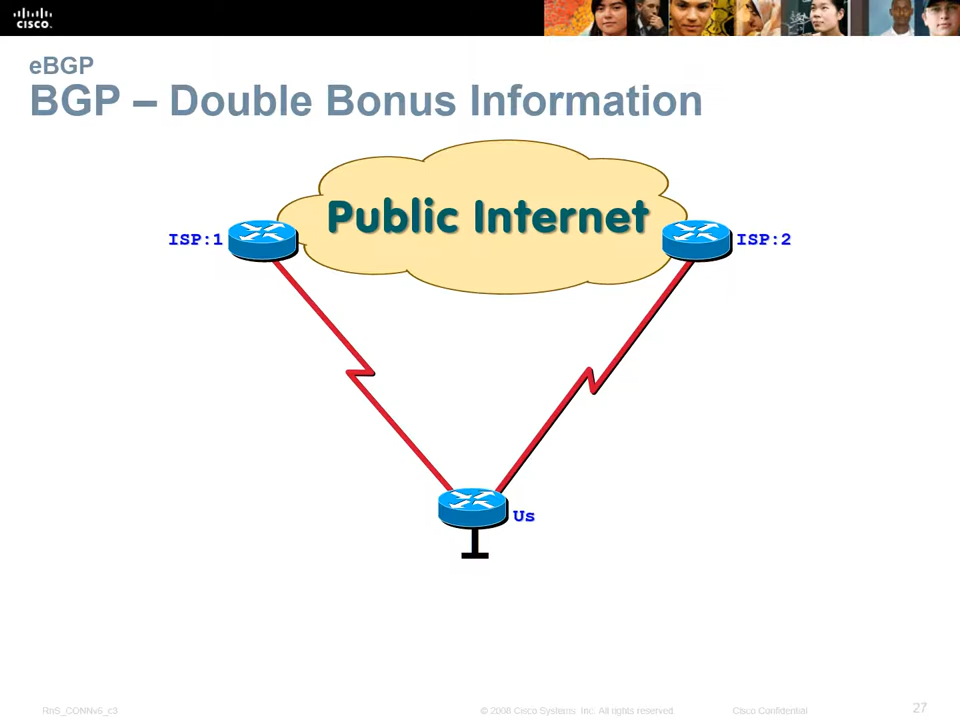 CISCO.
eBGP
BGP – Double Bonus Information
Public Internet
ISP:1
ISP:2
Us
RnS_CONNv5_c3
© 2008 Cisco Systems, Inc. All rights reserved.
Cisco Confidential
27